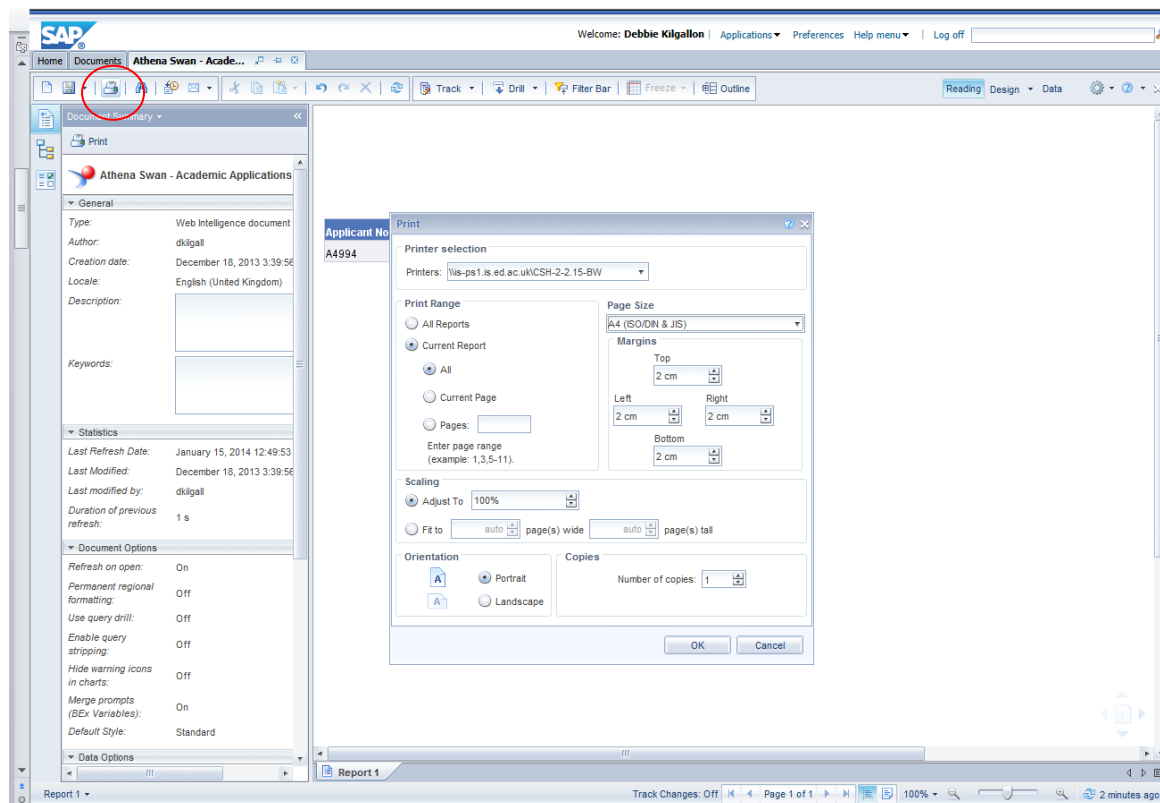 SAP
Welcome: Debbie Kilgallon | Applications Preferences Help menu | Log off
Home Documents Athena Swan - Acade...
Track Drill Filter Bar Freeze Outline Reading Design Data
Document Summary
Print
Athena Swan - Academic Applications
General
Type: Web Intelligence document
Author: dkilgall
Creation date: December 18, 2013 3:39:56
Locale: English (United Kingdom)
Description:
Keywords:
Statistics
Last Refresh Date: January 15, 2014 12:49:53
Last Modified: December 18, 2013 3:39:56
Last modified by: dkilgall
Duration of previous
refresh: 1 s
Document Options
Refresh on open: On
Permanent regional
formatting: Off
Use query drill: Off
Enable query
stripping: Off
Hide warning icons
in charts: Off
Merge prompts
(BEx Variables): On
Default Style: Standard
Data Options
Applicant No
A4994
Print
Printer selection
Printers: \\is-ps1.is.ed.ac.uk\CSH-2-2.15-BW
Print Range
All Reports
Current Report
All
Current Page
Pages:
Enter page range
(example: 1,3,5-11).
Page Size
A4 (ISO/DIN & JIS)
Margins
Top
2 cm
Left Right
2 cm 2 cm
Bottom
2 cm
Scaling
Adjust To 100%
Fit to auto page(s) wide auto page(s) tall
Orientation
A Portrait
A Landscape
Copies
Number of copies: 1
OK Cancel
1
Report 1
Report 1 Track Changes: Off Page 1 of 1 100% 2 minutes ago